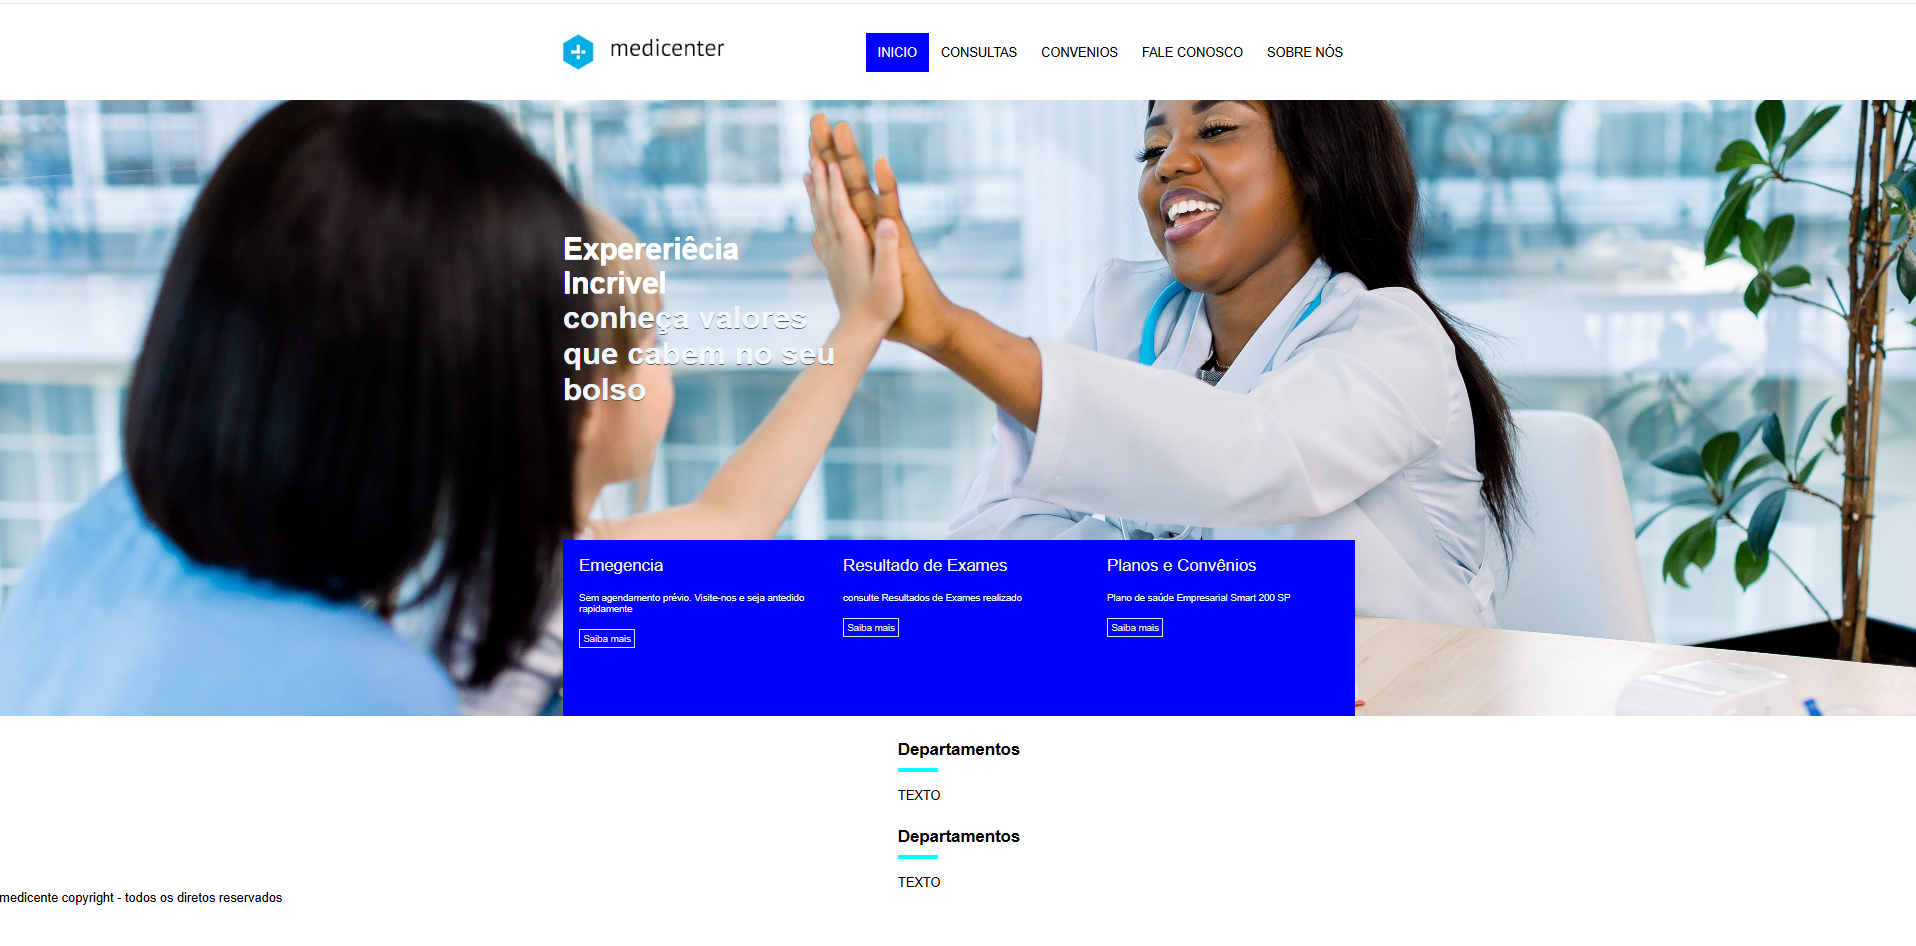 medicenter
INICIO CONSULTAS CONVENIOS FALE CONOSCO SOBRE NÓS
Expereriêcia
Incrivel
conheça valores
que cabem no seu
bolso
Emegencia
Sem agendamento prévio. Visite-nos e seja antedido
rapidamente
Saiba mais
Resultado de Exames
consulte Resultados de Exames realizado
Saiba mais
Planos e Convênios
Plano de saúde Empresarial Smart 200 SP
Saiba mais
Departamentos
TEXTO
Departamentos
TEXTO
medicente copyright - todos os diretos reservados